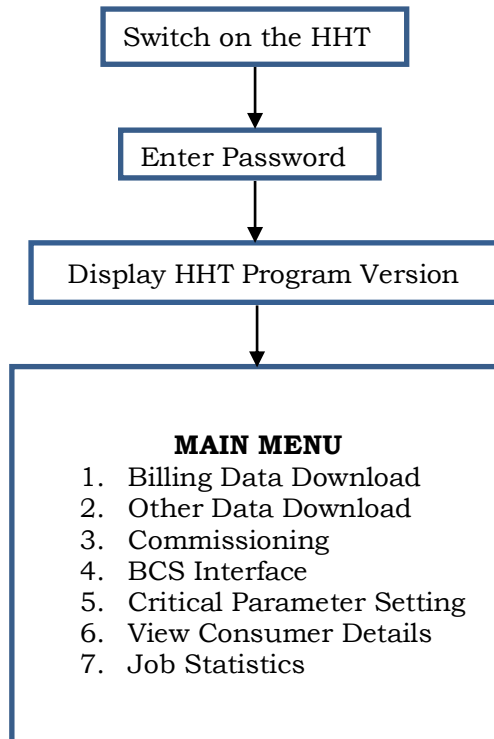 Switch on the HHT
Enter Password
Display HHT Program Version
MAIN MENU
1. Billing Data Download
2. Other Data Download
3. Commissioning
4. BCS Interface
5. Critical Parameter Setting
6. View Consumer Details
7. Job Statistics